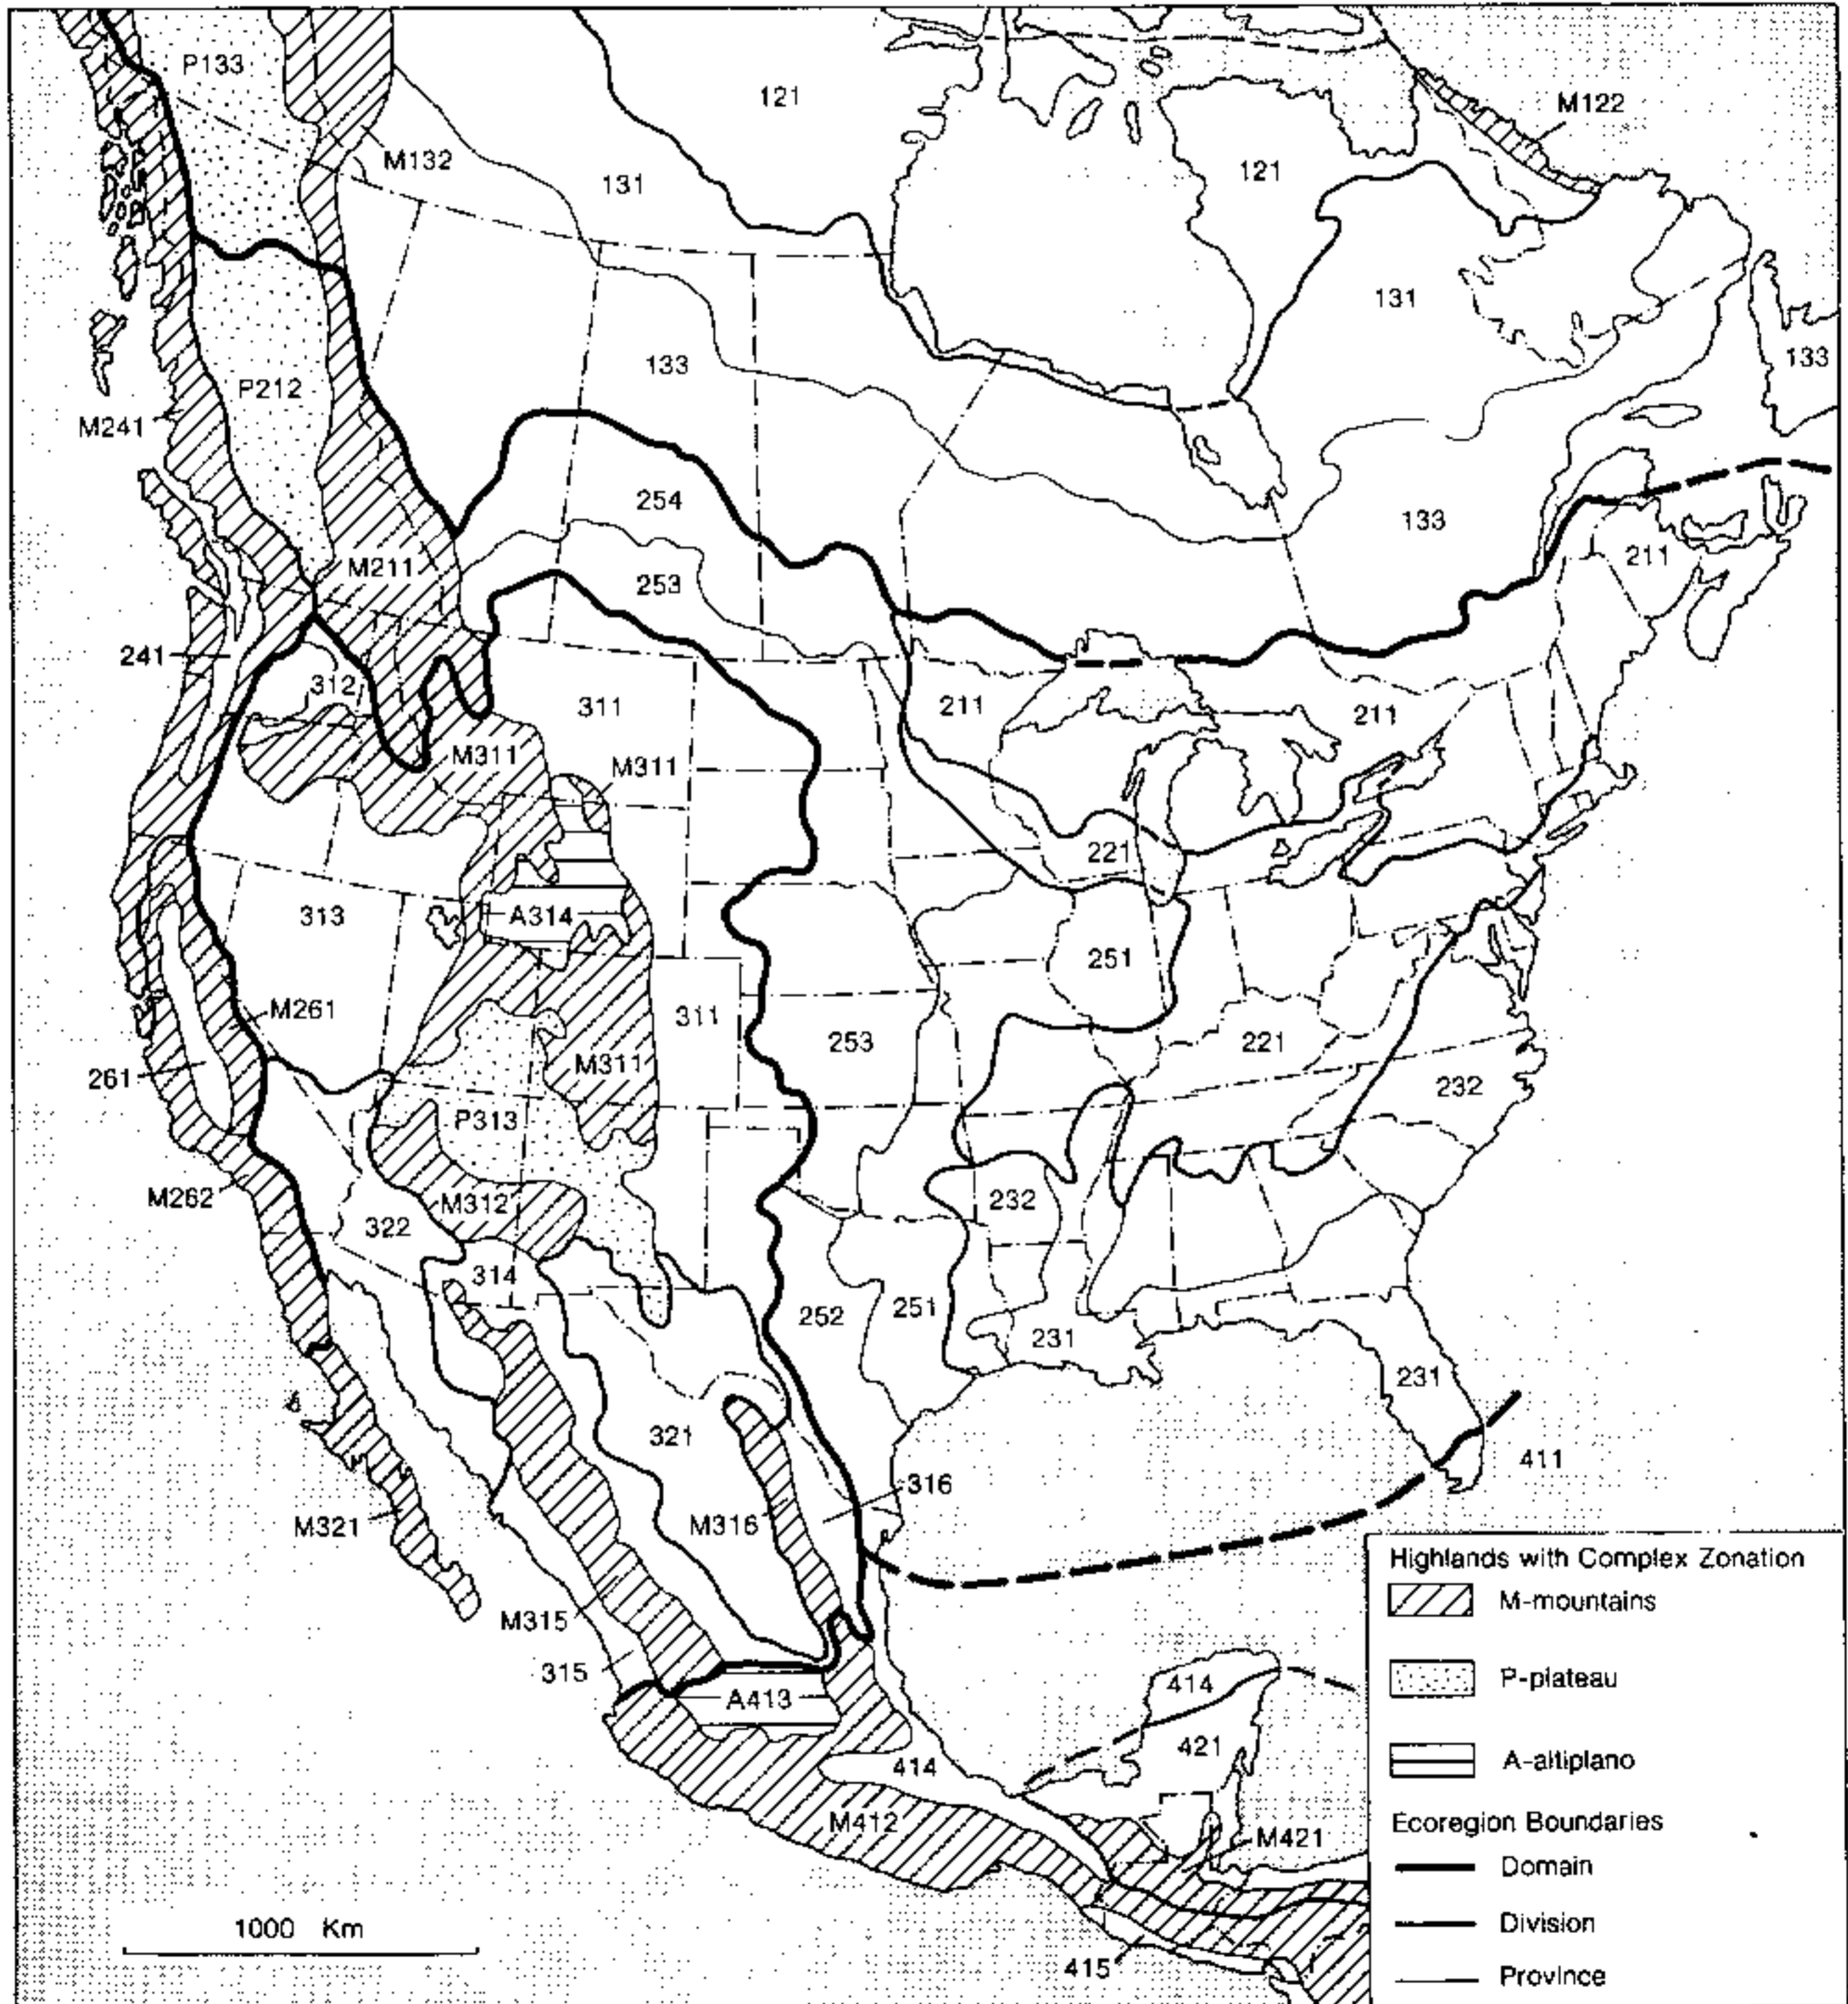 P133
121
M122
M132
131
121
131
133
133
P212
M241
254
133
211
M211
253
241
312
311
211
211
M311
M311
221
313
A314
251
M261
311
253
221
M311
261
232
P313
M262
M312
232
322
314
252
251
231
231
321
411
316
M316
M321
M315
315
A413
414
421
414
M412
M421
415
1000 Km
Highlands with Complex Zonation
M-mountains
P-plateau
A-altiplano
Ecoregion Boundaries
Domain
Division
Province